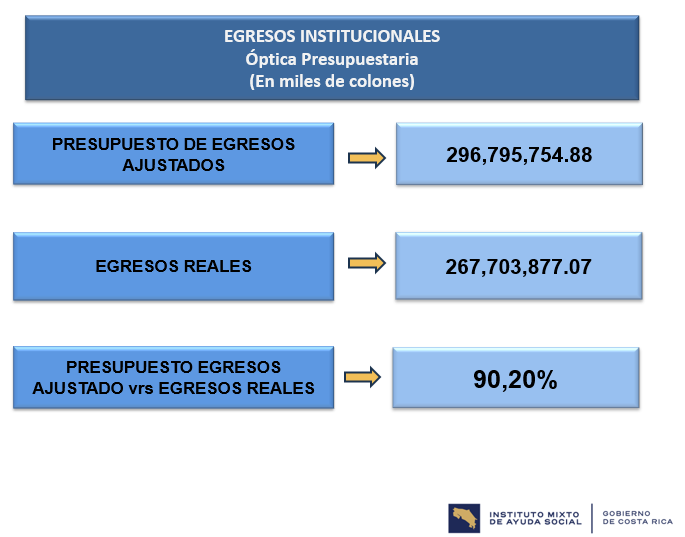 EGRESOS INSTITUCIONALES
Óptica Presupuestaria
(En miles de colones)
PRESUPUESTO DE EGRESOS
AJUSTADOS
296,795,754.88
EGRESOS REALES
267,703,877.07
PRESUPUESTO EGRESOS
AJUSTADO vrs EGRESOS REALES
90,20%
INSTITUTO MIXTO
DE AYUDA SOCIAL
GOBIERNO
DE COSTA RICA